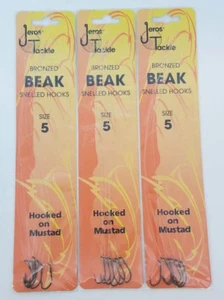 Jeros
Tackle
BRONZED
BEAK
SNELLED HOOKS
SIZE
5
Hooked
on
Mustad
Jeros
Tackle
BRONZED
BEAK
SNELLED HOOKS
SIZE
5
Hooked
on
Mustad
Jeros
Tackle
BRONZED
BEAK
SNELLED HOOKS
SIZE
5
Hooked
on
Mustad